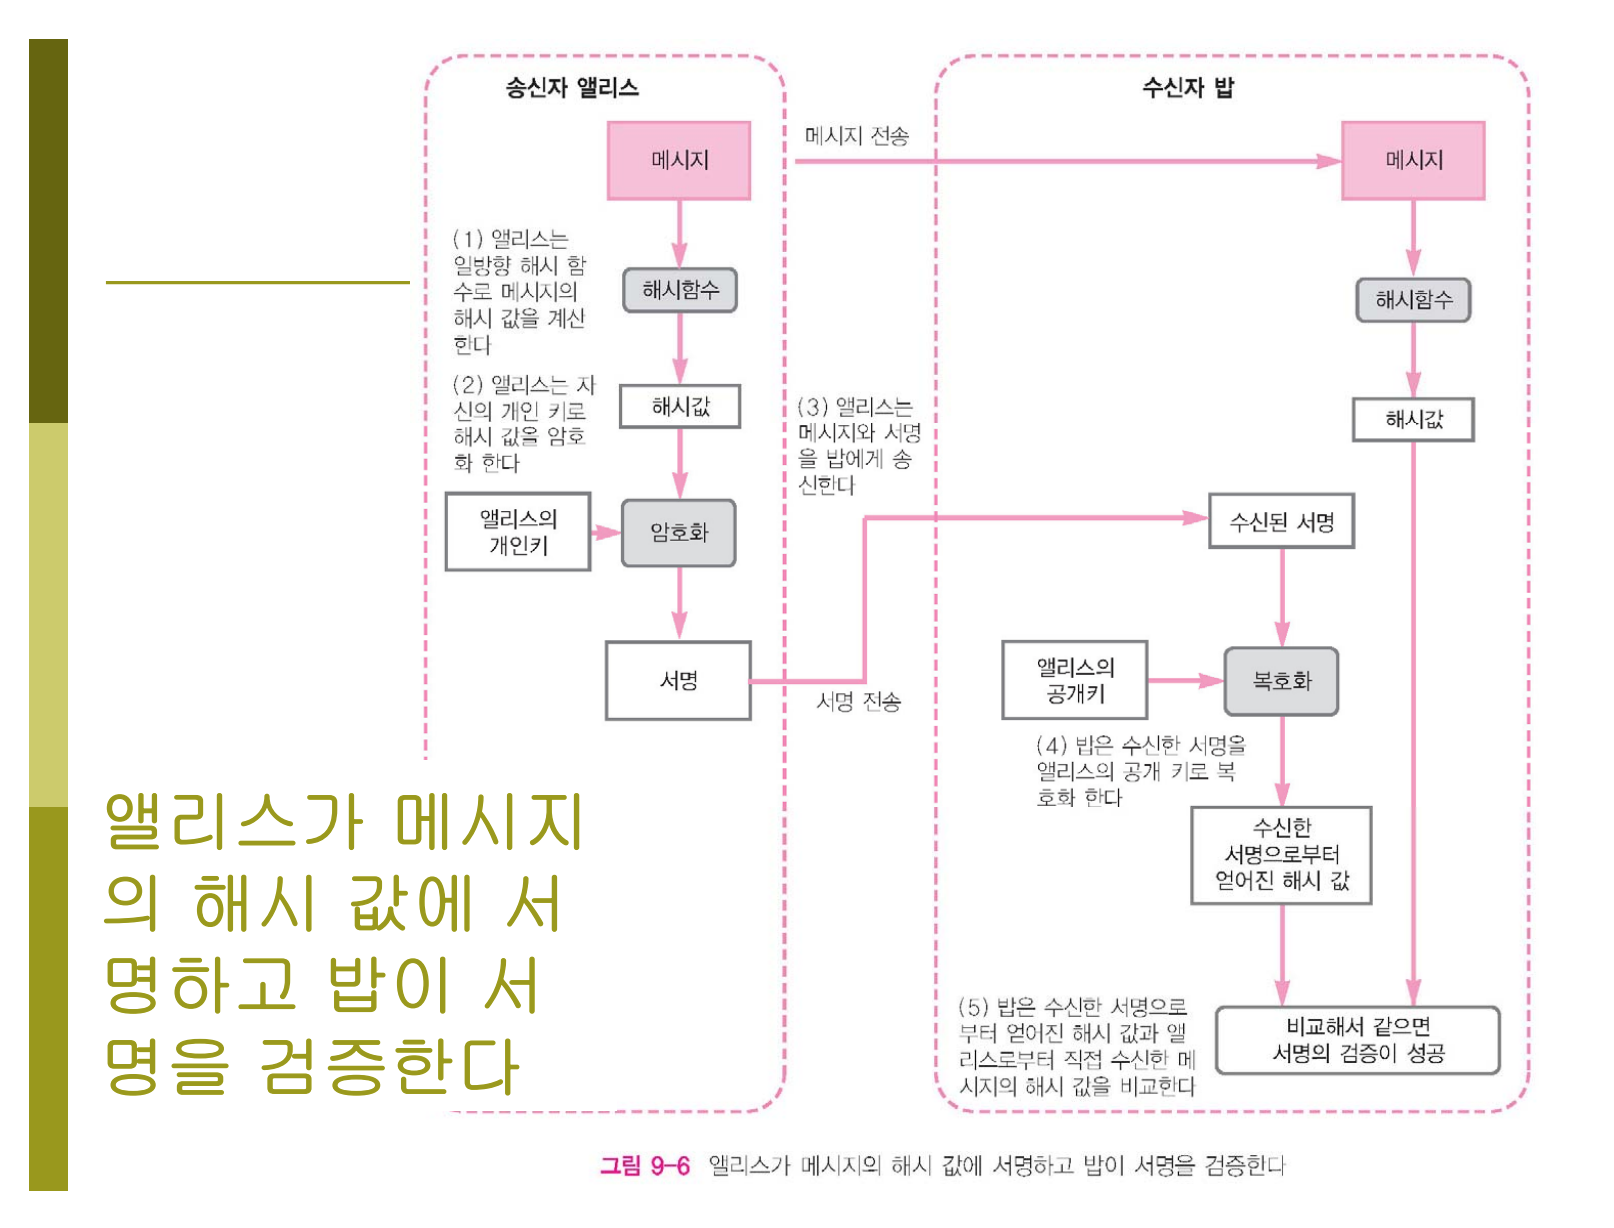 송신자 앨리스
메시지
(1) 앨리스는
일방향 해시 함
수로 메시지의
해시 값을 계산
한다
해시함수
(2) 앨리스는 자
신의 개인 키로
해시 값을 암호
화 한다
해시값
앨리스의
개인키
암호화
서명
메시지 전송
(3) 앨리스는
메시지와 서명
을 밥에게 송
신한다
서명 전송
수신자 밥
메시지
해시함수
해시값
수신된 서명
앨리스의
공개키
복호화
(4) 밥은 수신한 서명을
앨리스의 공개 키로 복
호화 한다
수신한
서명으로부터
얻어진 해시 값
(5) 밥은 수신한 서명으로
부터 얻어진 해시 값과 앨
리스로부터 직접 수신한 메
시지의 해시 값을 비교한다
비교해서 같으면
서명의 검증이 성공
앨리스가 메시지
의 해시 값에 서
명하고 밥이 서
명을 검증한다
그림 9-6 앨리스가 메시지의 해시 값에 서명하고 밥이 서명을 검증한다